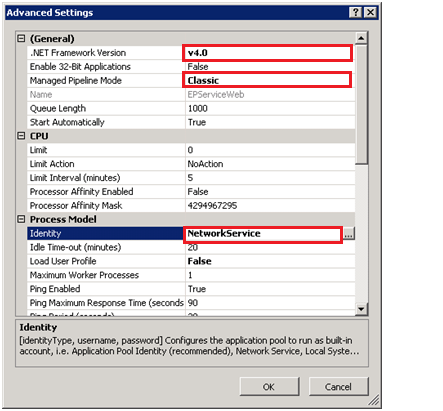 Advanced Settings
(General)
.NET Framework Version v4.0
Enable 32-Bit Applications False
Managed Pipeline Mode Classic
Name EPServiceWeb
Queue Length 1000
Start Automatically True
CPU
Limit 0
Limit Action NoAction
Limit Interval (minutes) 5
Processor Affinity Enabled False
Processor Affinity Mask 4294967295
Process Model
Identity NetworkService ...
Idle Time-out (minutes) 20
Load User Profile False
Maximum Worker Processes 1
Ping Enabled True
Ping Maximum Response Time (seconds 90
Identity
[identityType, username, password] Configures the application pool to run as built-in
account, i.e. Application Pool Identity (recommended), Network Service, Local Syste...
OK Cancel